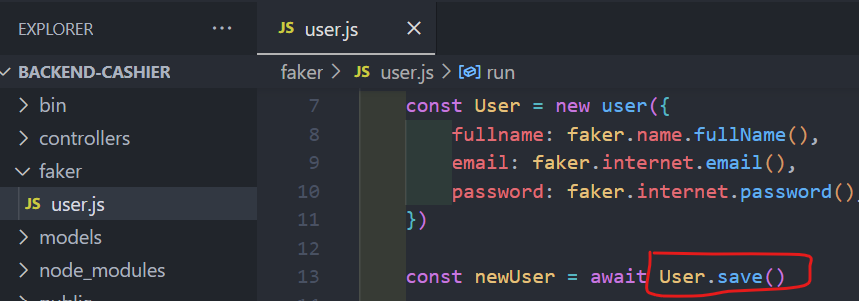 EXPLORER ...
user.js
BACKEND-CASHIER
faker > JS user.js > run
bin
controllers
faker
JS user.js
models
node_modules
7 const User = new user({
8 fullname: faker.name.fullName(),
9 email: faker.internet.email(),
10 password: faker.internet.password(),
11 })
12
13 const newUser = await User.save()